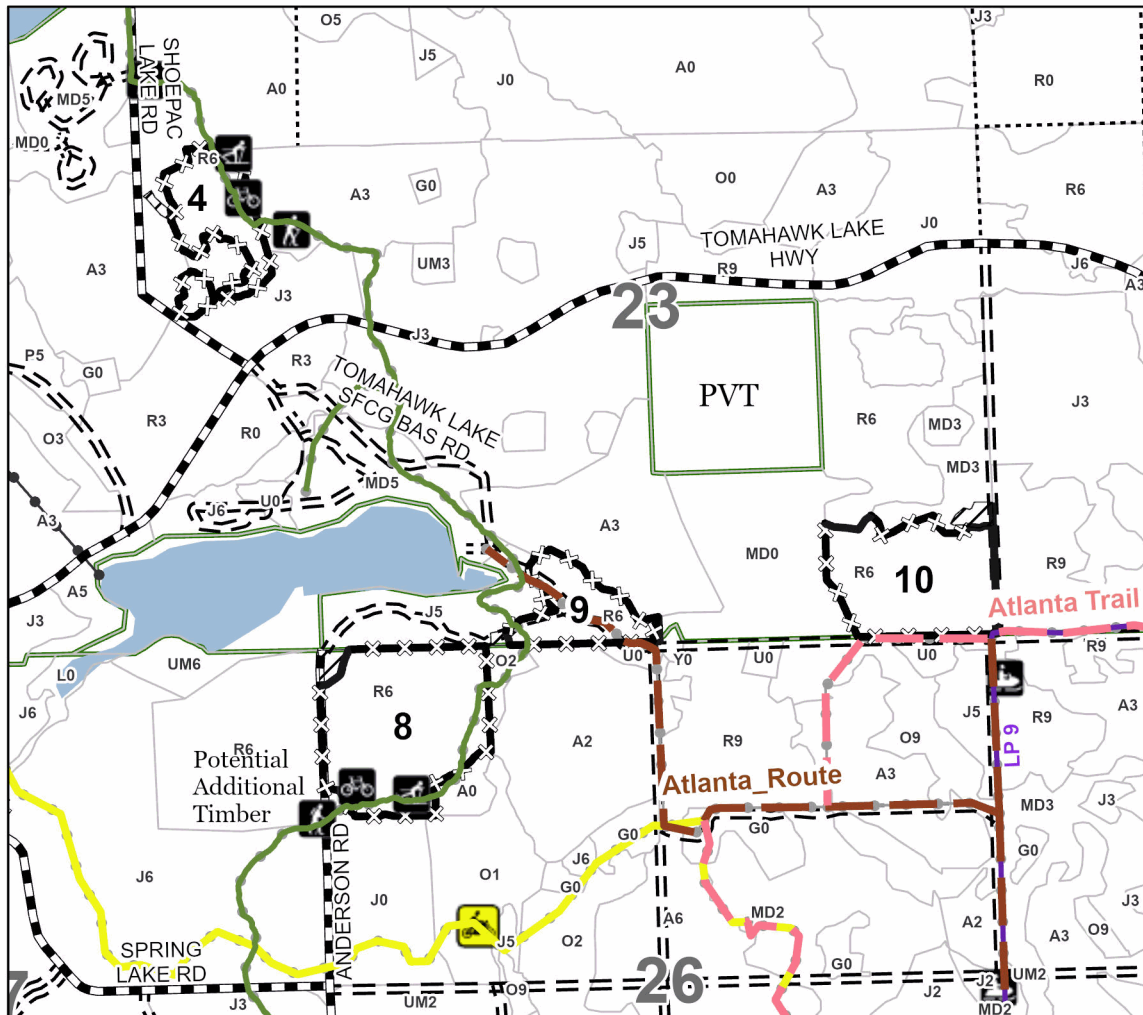 O5
J3
SHOEPAC
LAKE RD
J5
J0
A0
A0
R0
MD5
MD0
R6
4
A3
G0
O0
A3
R6
J0
J5
TOMAHAWK LAKE
HWY
R9
J6
A3
A3
UM3
J3
23
J3
P5
G0
R3
TOMAHAWK LAKE
SFCG BAS RD
PVT
R3
O3
R0
R6
MD3
J3
MD3
MD5
U0
J6
A3
A3
MD0
R6
10
R9
A5
J3
J5
9
R6
Atlanta Trail
UM6
O2
U0
Y0
U0
U0
R9
L0
J6
R6
8
R6
A2
R9
O9
J5
R9
A3
LP 9
Potential
Additional
Timber
A0
Atlanta_Route
A3
MD3
J3
G0
G0
G0
J6
J6
ANDERSON RD
J0
O1
G0
A6
MD2
A2
A3
O9
J3
J5
O2
SPRING
LAKE RD
7
J3
UM2
O9
26
G0
J2
J2
UM2
MD2